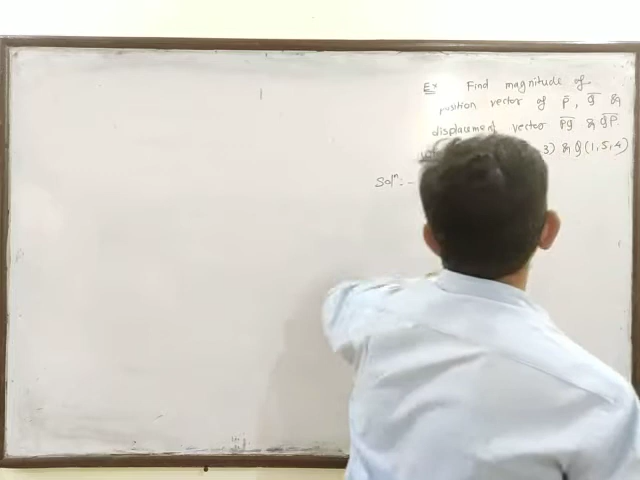 Ex Find magnitude of
position vector of P̅, Q̅ &
displacement vector P̅Q̅ & Q̅P̅.
3) & Q(1,5,4)
Solⁿ:-